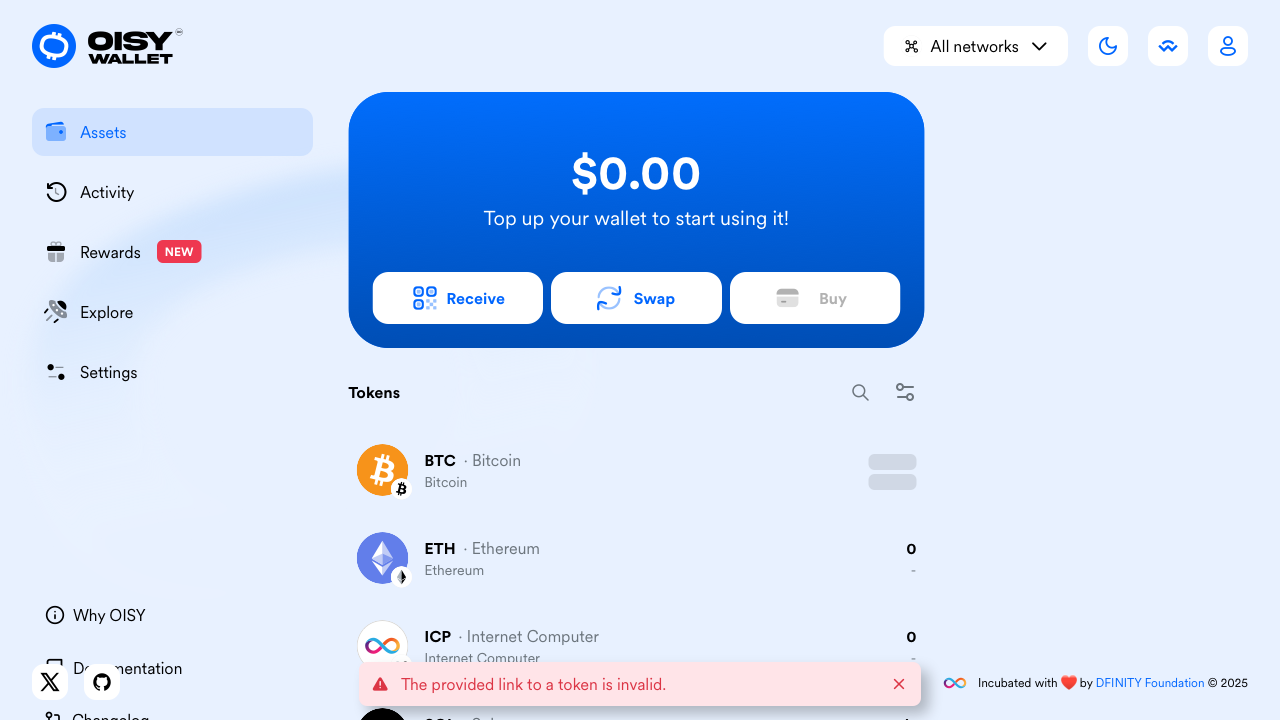 OISY
WALLET
All networks
Assets
Activity
Rewards NEW
Explore
Settings
$0.00
Top up your wallet to start using it!
Receive
Swap
Buy
Tokens
BTC · Bitcoin
Bitcoin
ETH · Ethereum
Ethereum
0
-
ICP · Internet Computer
Internet Computer
0
-
Why OISY
Documentation
Changelog
The provided link to a token is invalid.
Incubated with ❤️ by DFINITY Foundation © 2025